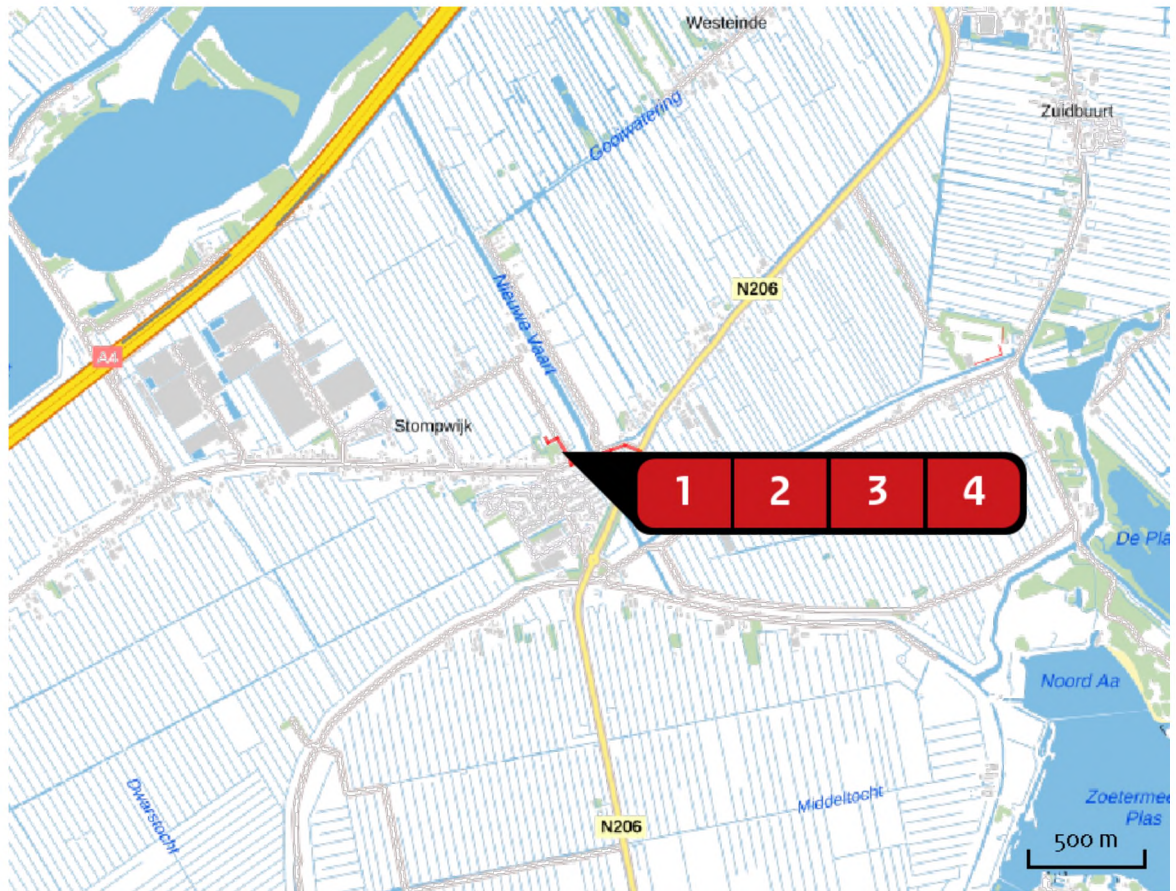 Westeinde
Zuidbuurt
Gooiwatering
N206
Nieuwe Vaart
A4
Stompwijk
1 2 3 4
De Pla
Noord Aa
Dwarstocht
Middeltocht
Zoetermee
Plas
N206
500 m